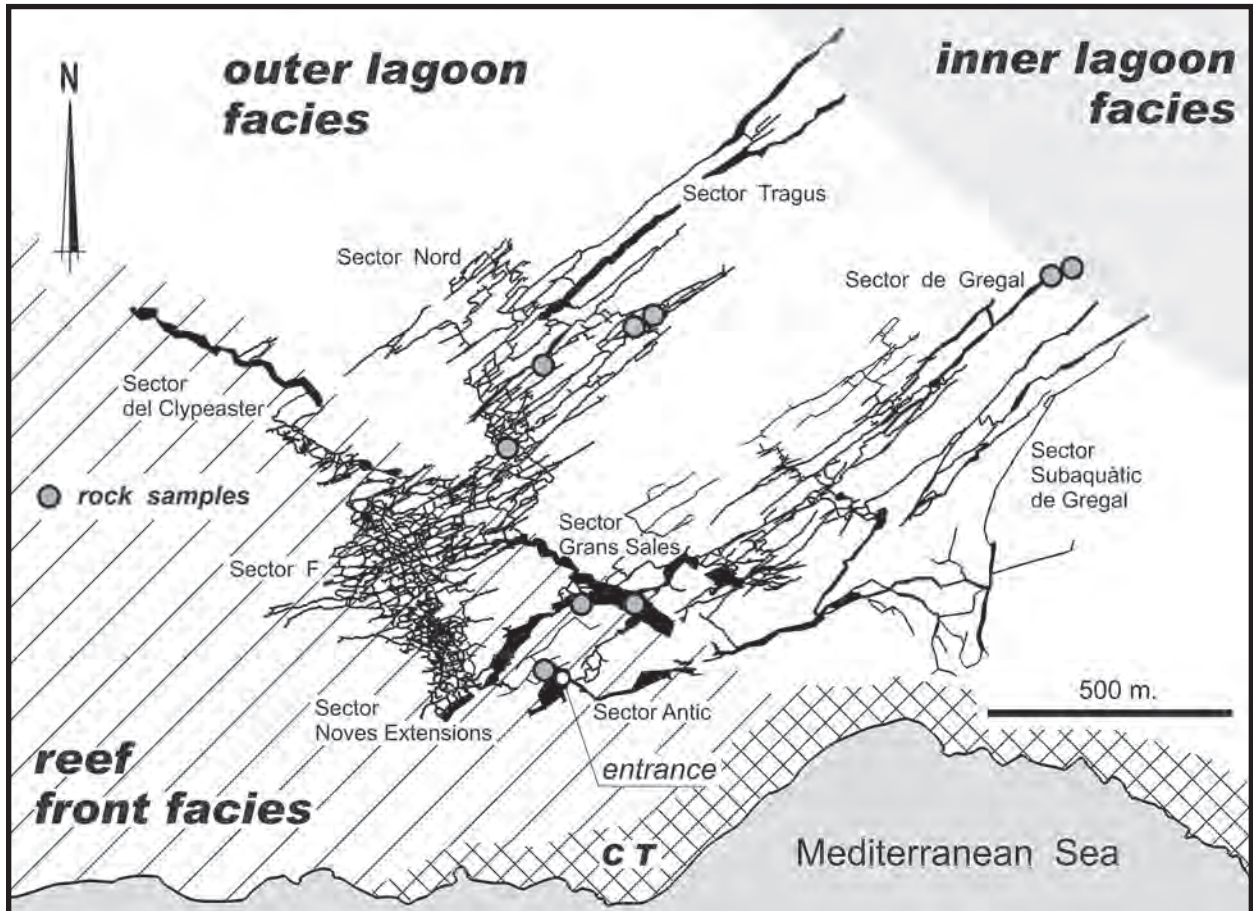 N
outer lagoon
facies
inner lagoon
facies
Sector Tragus
Sector Nord
Sector de Gregal
Sector
del Clypeaster
Sector
Subaquàtic
de Gregal
rock samples
Sector
Grans Sales
Sector F
500 m.
Sector
Noves Extensions
Sector Antic
reef
front facies
entrance
C T
Mediterranean Sea